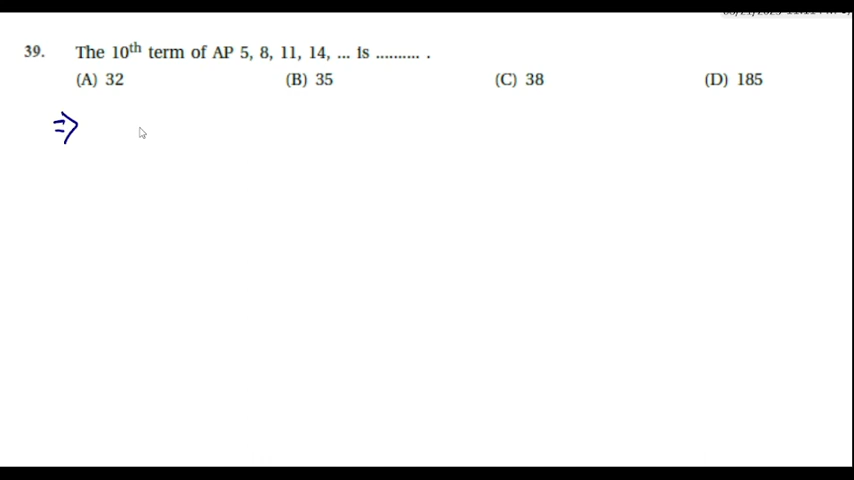 39. The 10th term of AP 5, 8, 11, 14, ... is .......... .
(A) 32 (B) 35 (C) 38 (D) 185
⇒